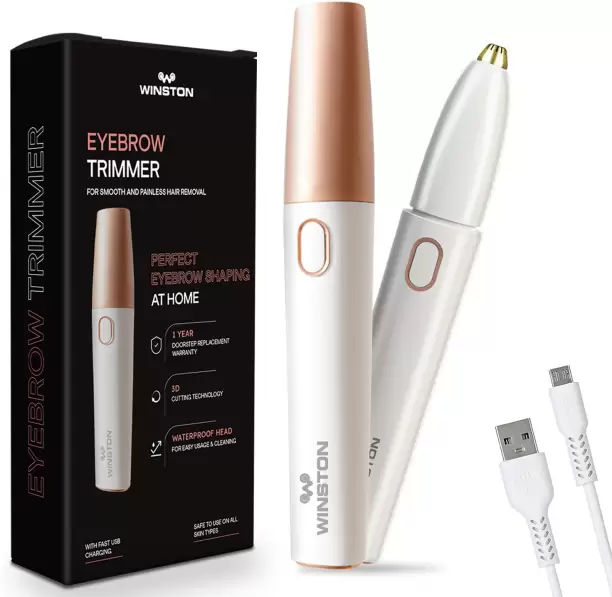 WINSTON
EYEBROW
TRIMMER
FOR SMOOTH AND PAINLESS HAIR REMOVAL
PERFECT
EYEBROW SHAPING
AT HOME
1 YEAR
DOORSTEP REPLACEMENT
WARRANTY
3D
CUTTING TECHNOLOGY
WATERPROOF HEAD
FOR EASY USAGE & CLEANING
WITH FAST USB
CHARGING.
SAFE TO USE ON ALL
SKIN TYPES
EYEBROW TRIMMER
WINSTON
WINSTON